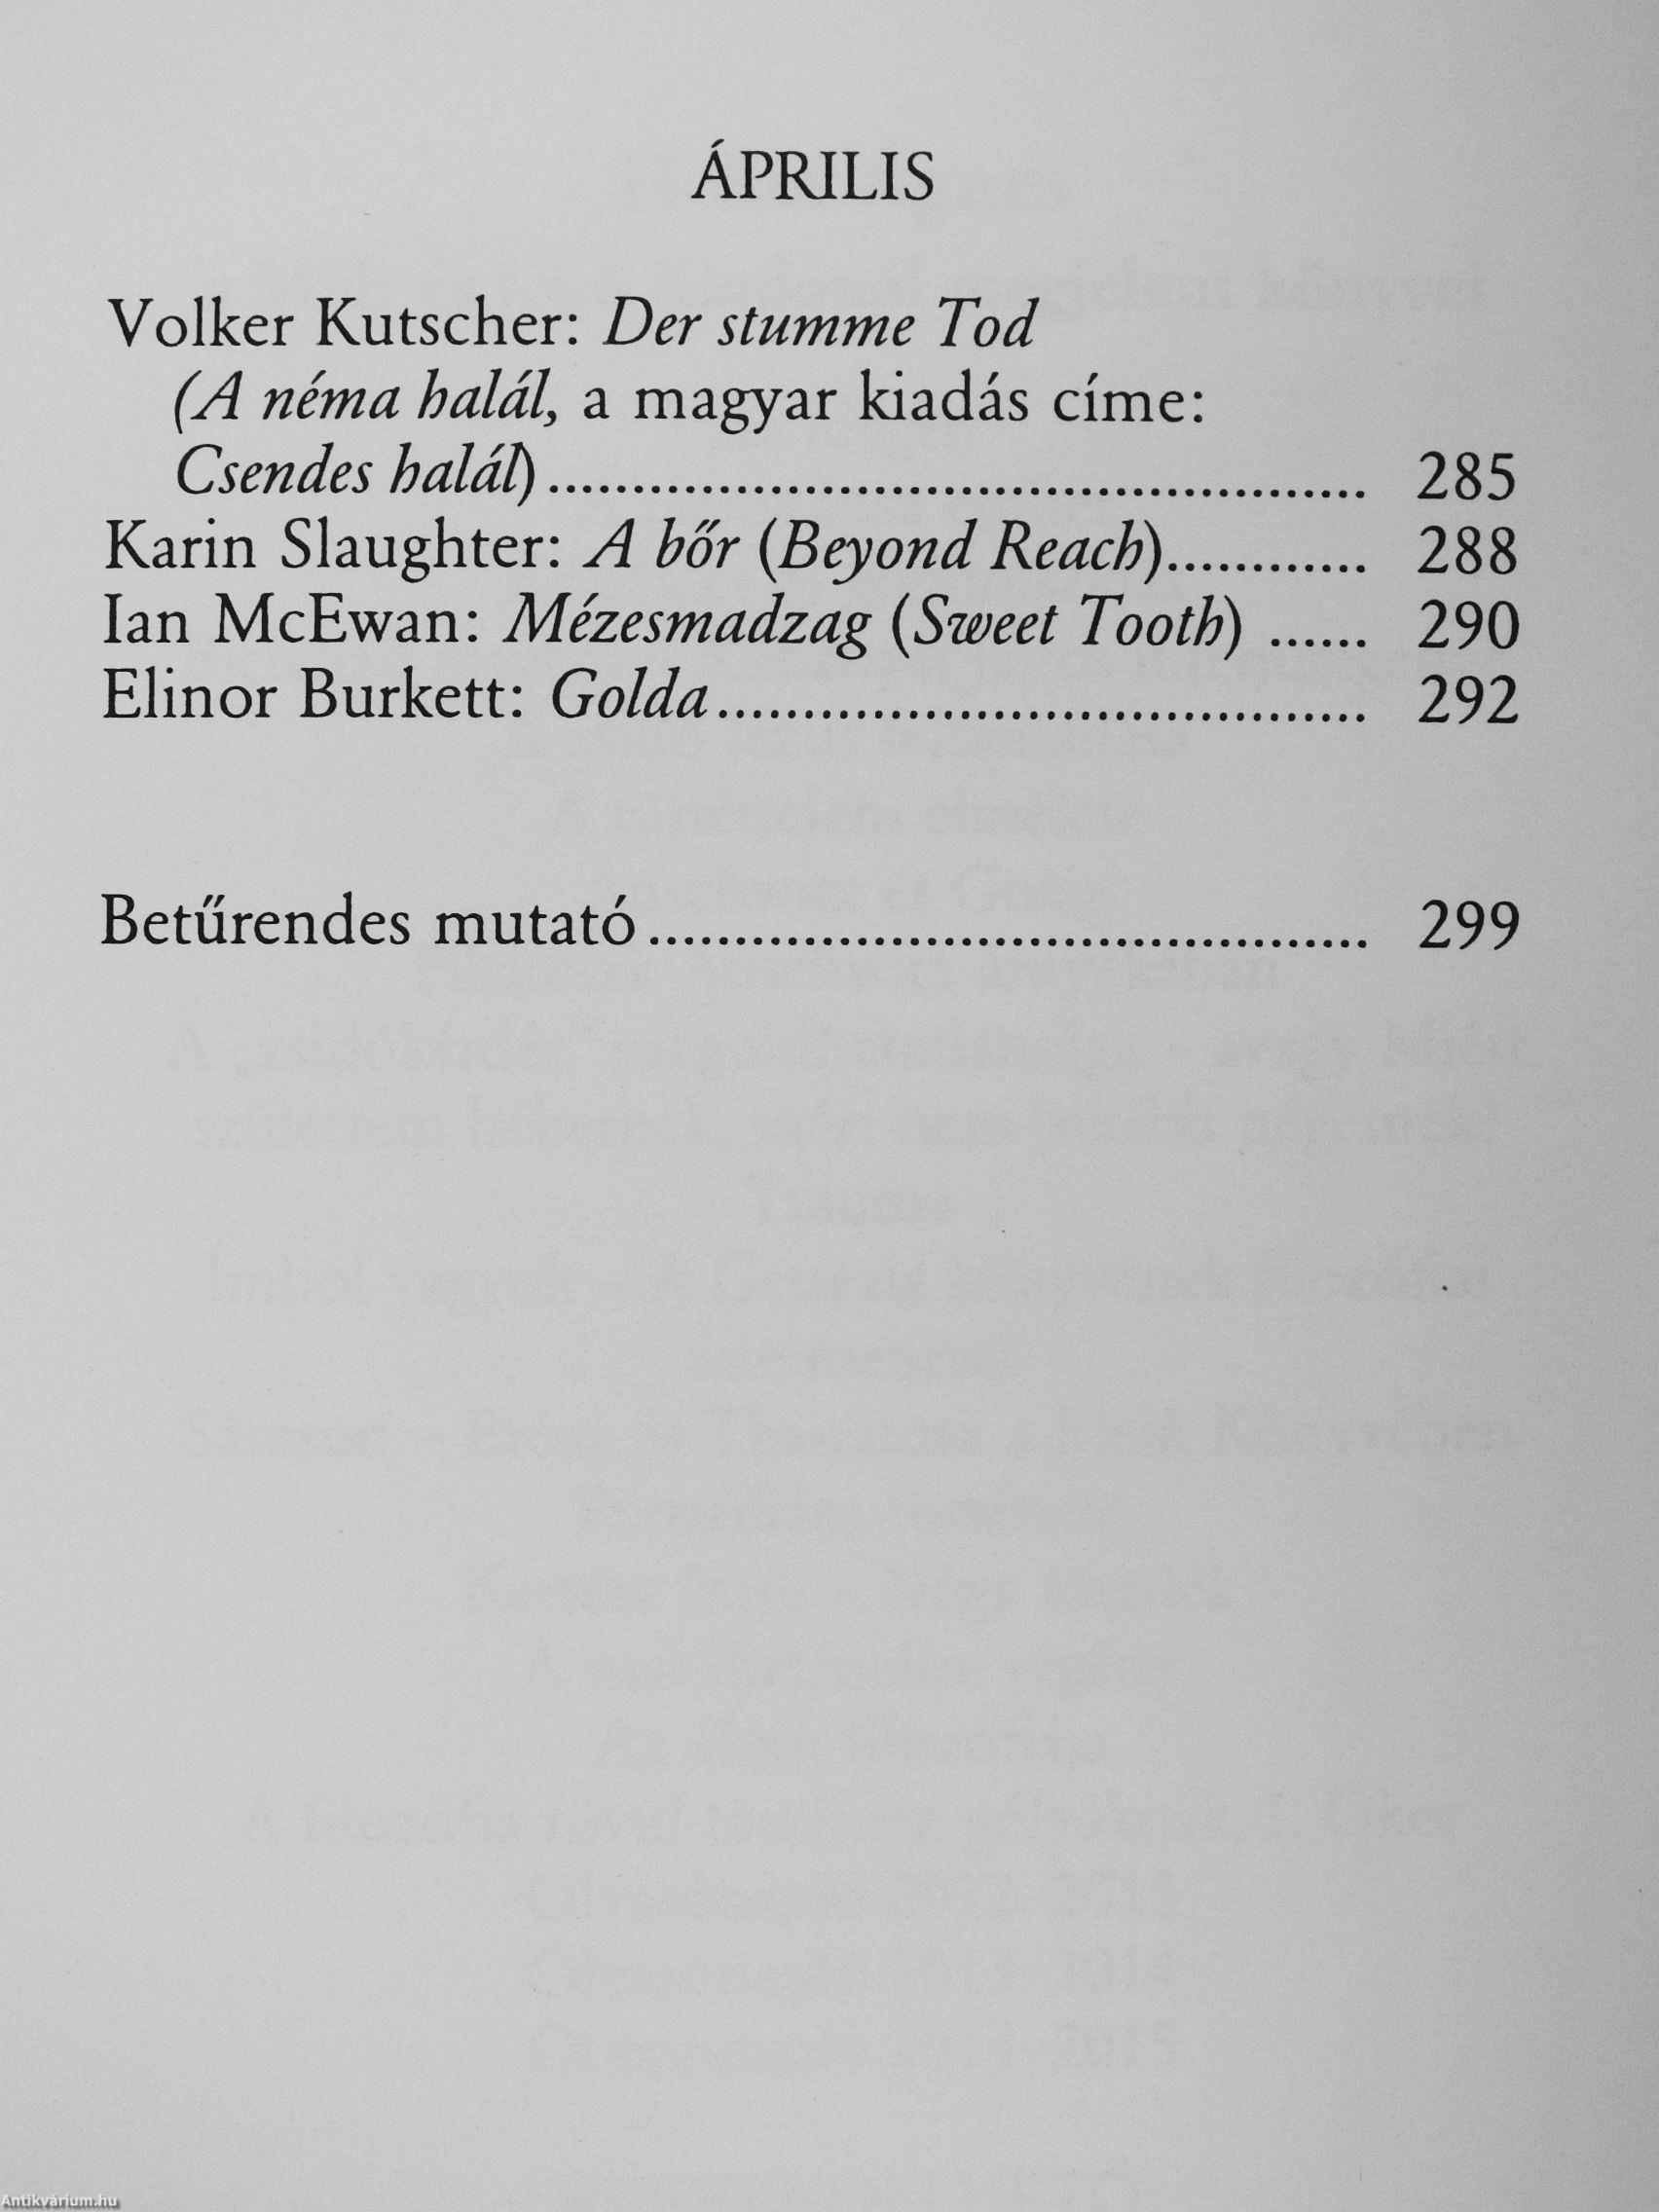 ÁPRILIS
Volker Kutscher: Der stumme Tod
(A néma halál, a magyar kiadás címe:
Csendes halál) .................................................. 285
Karin Slaughter: A bőr (Beyond Reach)............ 288
Ian McEwan: Mézesmadzag (Sweet Tooth) ...... 290
Elinor Burkett: Golda....................................... 292
Betűrendes mutató ........................................... 299
Antikvárium.hu